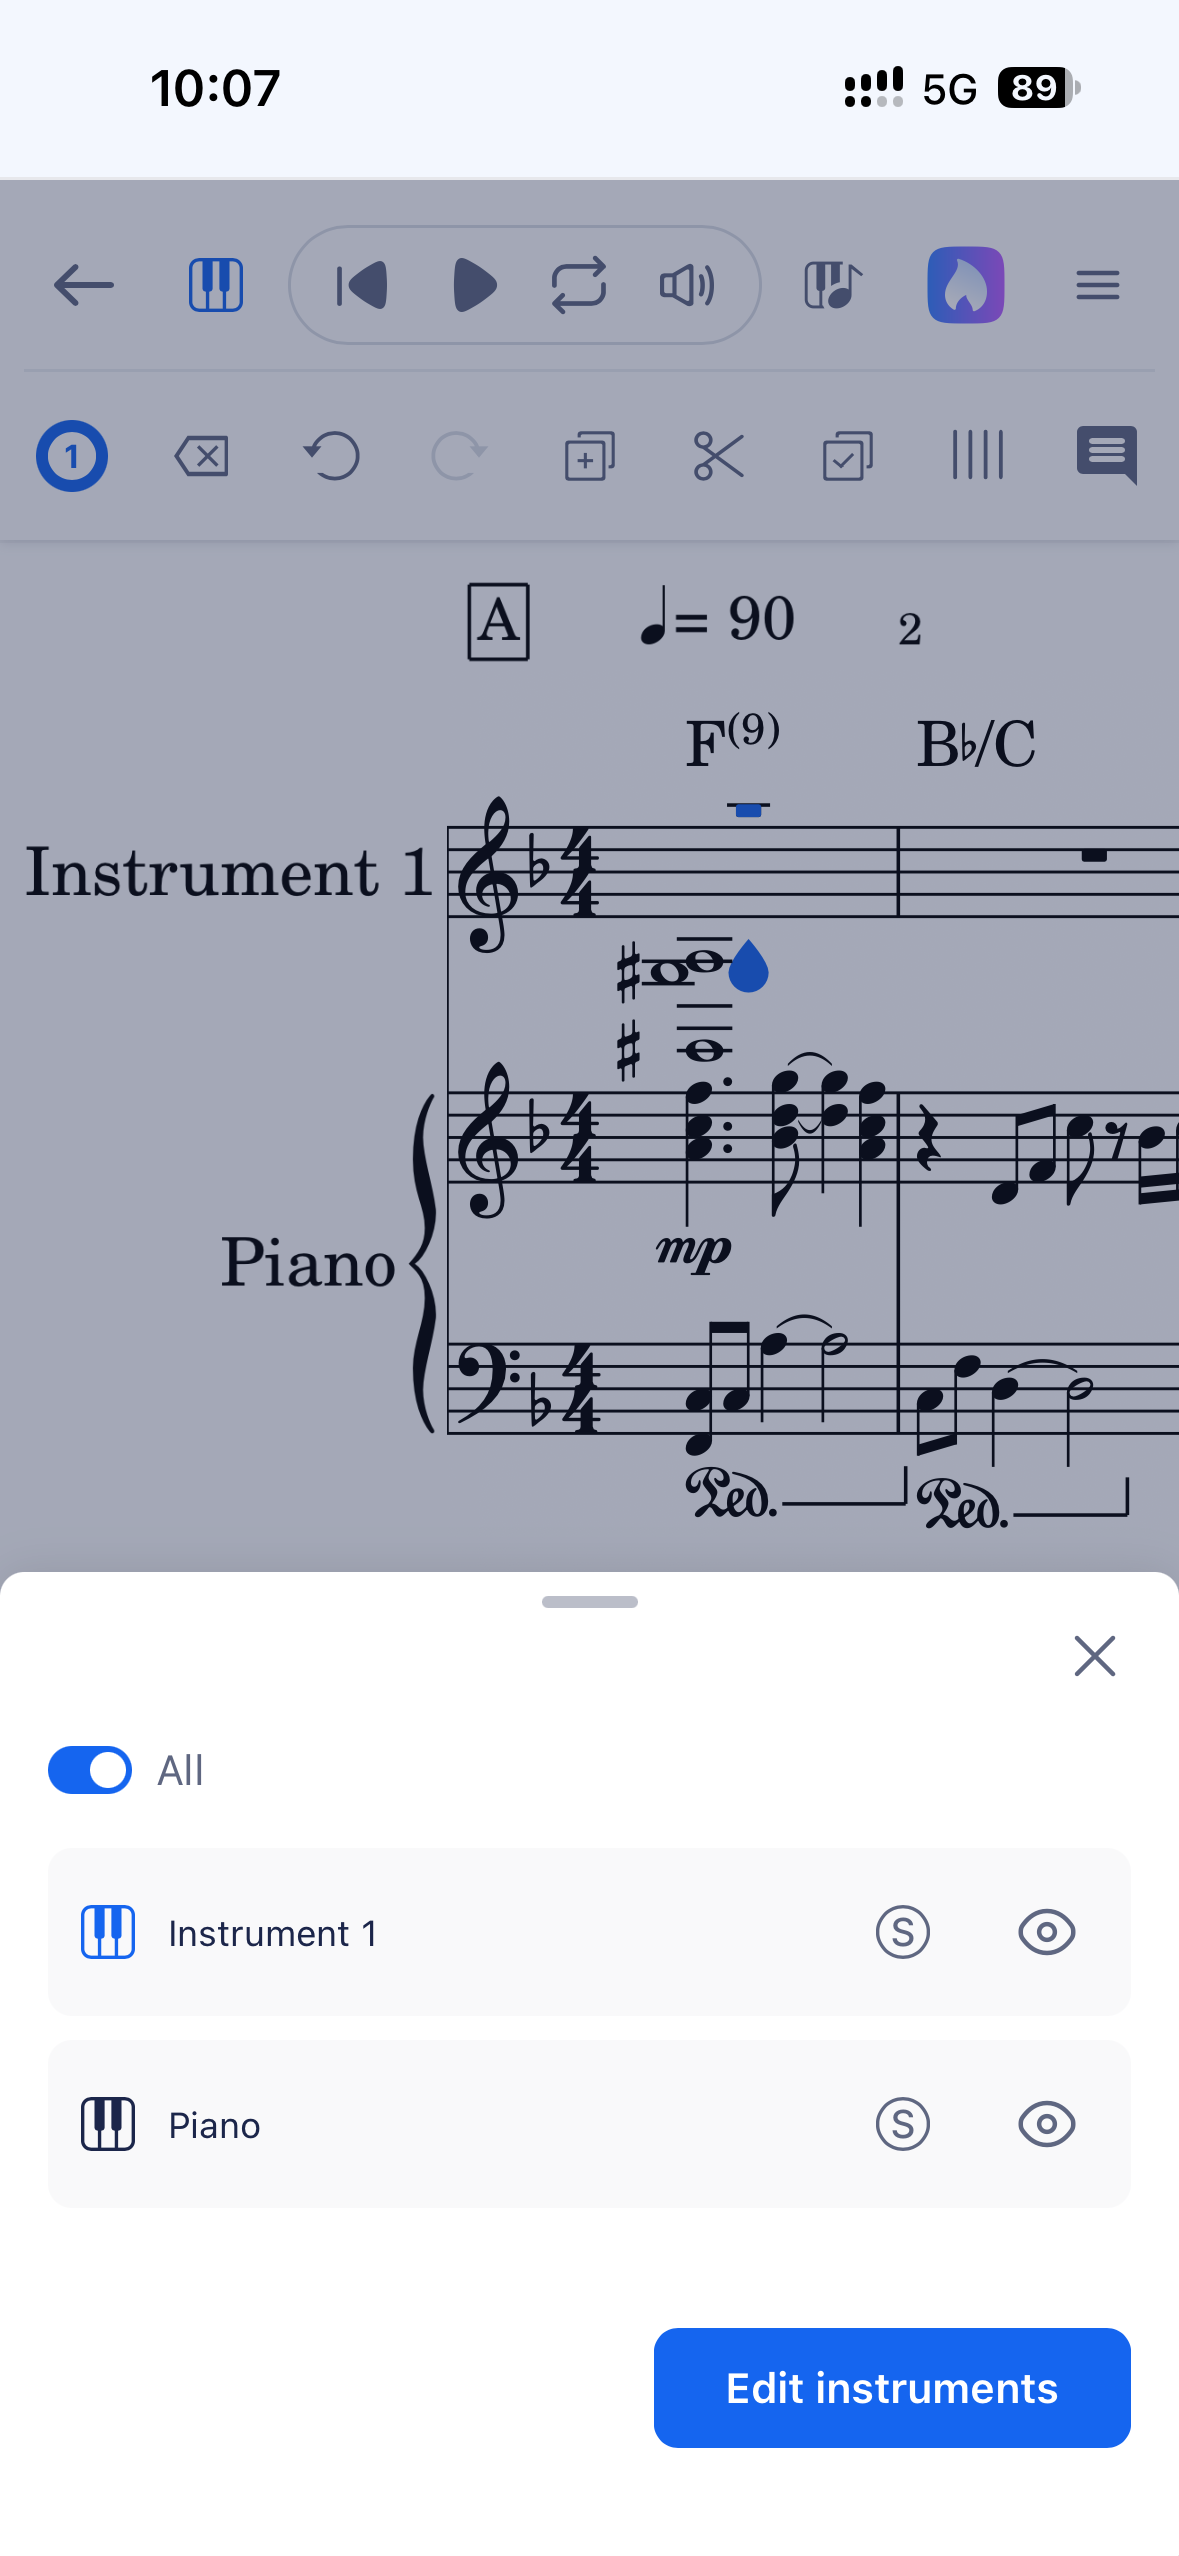 10:07 5G 89
1
A ♩= 90 2
F(9) B♭/C
Instrument 1
Piano
mp
Ped. Ped.
All
Instrument 1 S
Piano S
Edit instruments